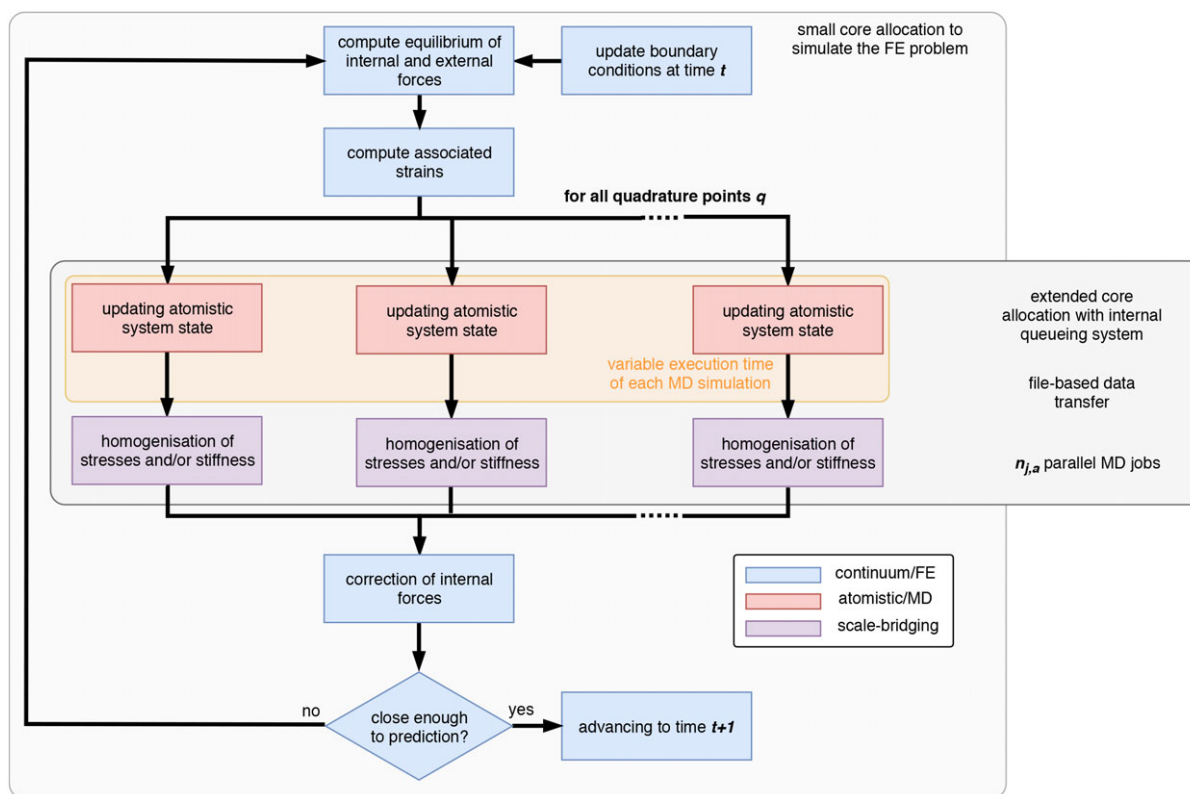 compute equilibrium of
internal and external
forces
update boundary
conditions at time t
small core allocation to
simulate the FE problem
compute associated
strains
for all quadrature points q
updating atomistic
system state
updating atomistic
system state
updating atomistic
system state
variable execution time
of each MD simulation
extended core
allocation with internal
queueing system
file-based data
transfer
n_{j,a} parallel MD jobs
homogenisation of
stresses and/or stiffness
homogenisation of
stresses and/or stiffness
homogenisation of
stresses and/or stiffness
correction of internal
forces
continuum/FE
atomistic/MD
scale-bridging
no
close enough
to prediction?
yes
advancing to time t+1